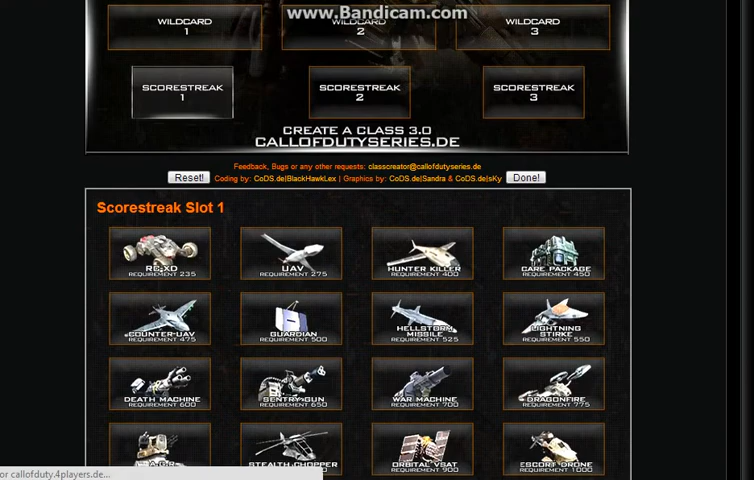 www.Bandicam.com
WILDCARD
1
WILDCARD
2
WILDCARD
3
SCORESTREAK
1
SCORESTREAK
2
SCORESTREAK
3
CREATE A CLASS 3.0
CALLOFDUTYSERIES.DE
Feedback, Bugs or any other requests: classcreator@callofdutyseries.de
Reset! Coding by: CoDS.de|BlackHawkLex | Graphics by: CoDS.de|Sandra & CoDS.de|sKy Done!
Scorestreak Slot 1
RC-XD
REQUIREMENT 235
UAV
REQUIREMENT 275
HUNTER KILLER
REQUIREMENT 400
CARE PACKAGE
REQUIREMENT 450
COUNTER-UAV
REQUIREMENT 475
GUARDIAN
REQUIREMENT 500
HELLSTORM
MISSILE
REQUIREMENT 525
LIGHTNING
STIRKE
REQUIREMENT 550
DEATH MACHINE
REQUIREMENT 600
SENTRY GUN
REQUIREMENT 650
WAR MACHINE
REQUIREMENT 700
DRAGONFIRE
REQUIREMENT 775
A.G.R
STEALTH CHOPPER
ORBITAL VSAT
REQUIREMENT 900
ESCORT DRONE
REQUIREMENT 1000
or callofduty.4players.de...